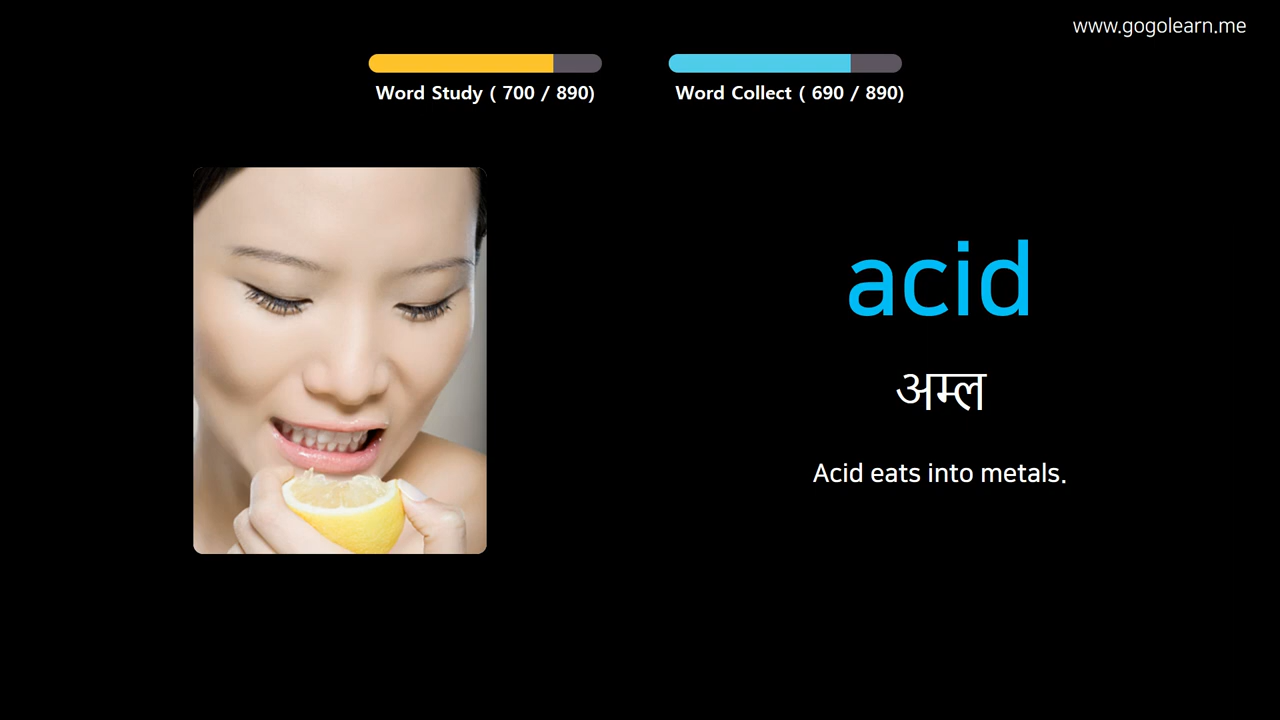 www.gogolearn.me
Word Study ( 700 / 890)
Word Collect ( 690 / 890)
acid
अम्ल
Acid eats into metals.